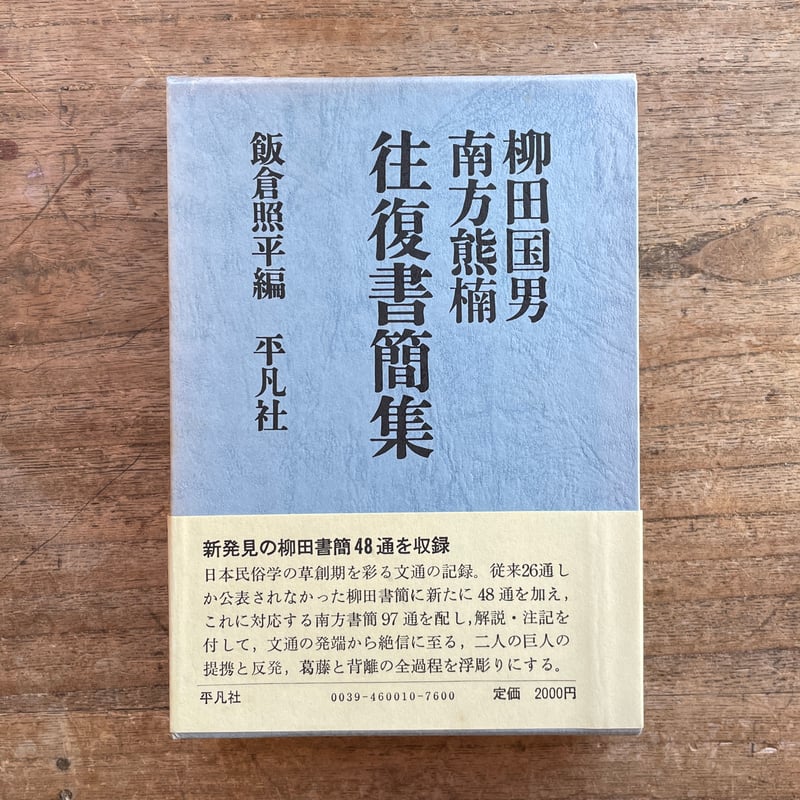 柳田国男
南方熊楠
往復書簡集
飯倉照平編　平凡社
新発見の柳田書簡48通を収録
日本民俗学の草創期を彩る文通の記録。従来26通し
か公表されなかった柳田書簡に新たに48通を加え,
これに対応する南方書簡97通を配し,解説・注記を
付して，文通の発端から絶信に至る，二人の巨人の
提携と反発，葛藤と背離の全過程を浮彫りにする。
平凡社　0039-460010-7600　定価　2000円